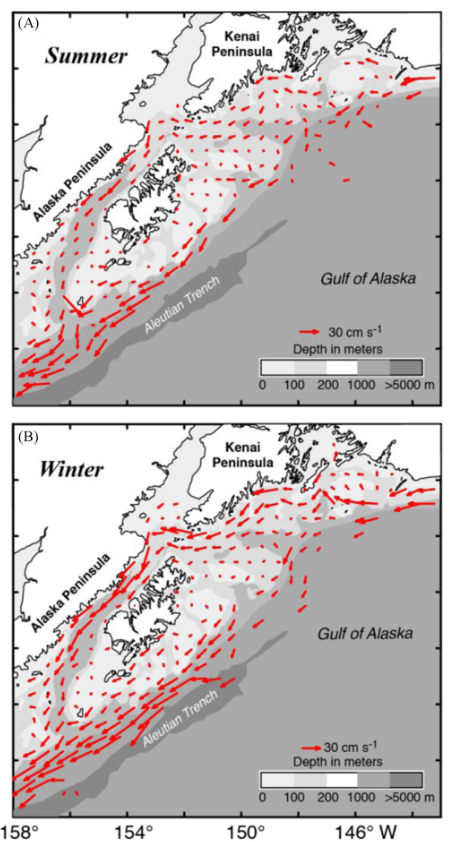 (A)
Summer
Kenai
Peninsula
Alaska Peninsula
Gulf of Alaska
Aleutian Trench
30 cm s⁻¹
Depth in meters
0 100 200 1000 >5000 m
(B)
Winter
Kenai
Peninsula
Alaska Peninsula
Gulf of Alaska
Aleutian Trench
30 cm s⁻¹
Depth in meters
0 100 200 1000 >5000 m
158° 154° 150° 146° W